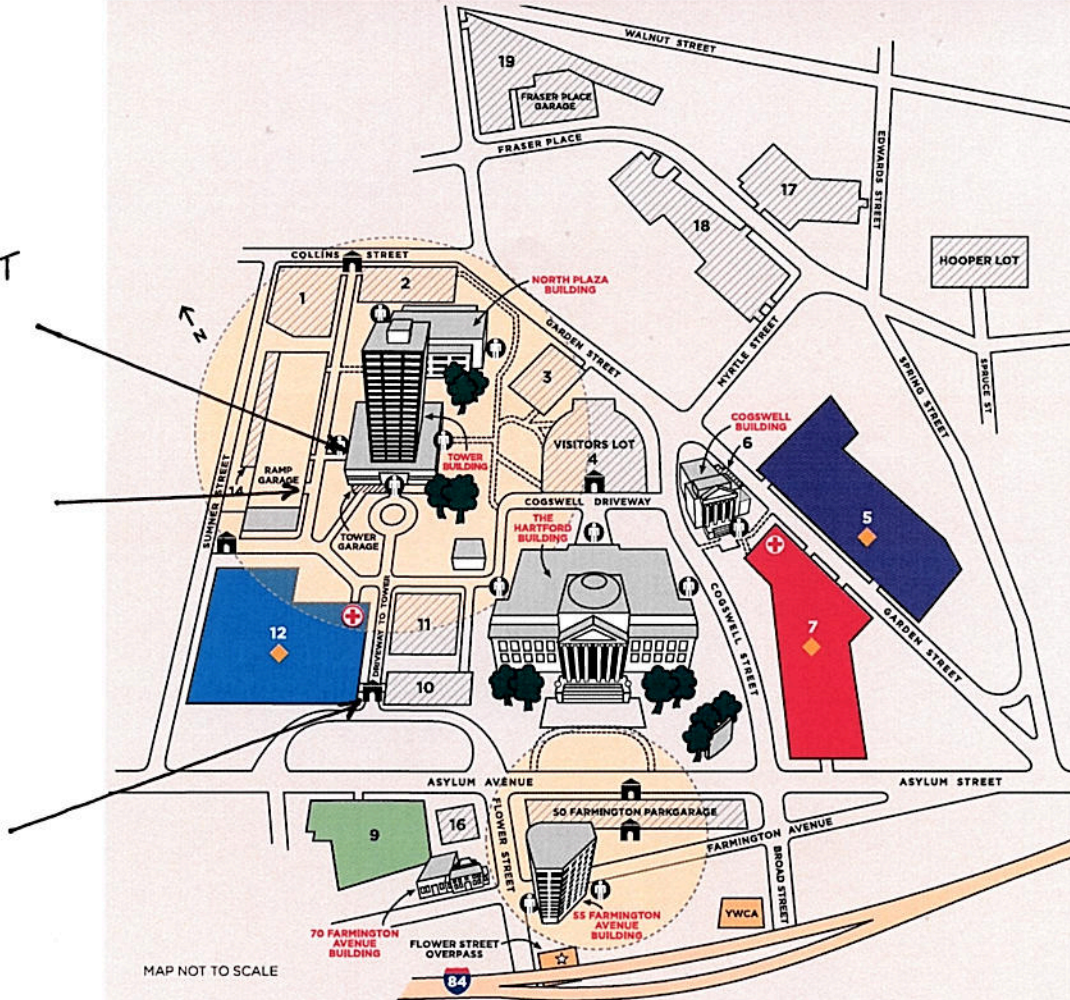 WALNUT STREET
19
FRASER PLACE
GARAGE
FRASER PLACE
EDWARDS STREET
17
18
HOOPER LOT
T
COLLINS STREET
1
2
NORTH PLAZA
BUILDING
N
GARDEN STREET
MYRTLE STREET
SPRING STREET
SPRUCE ST
3
COGSWELL
BUILDING
6
VISITORS LOT
4
TOWER
BUILDING
RAMP
GARAGE
SUMNER STREET
COGSWELL DRIVEWAY
THE
HARTFORD
BUILDING
5
TOWER
GARAGE
12
DRIVEWAY TO TOWER
11
10
COGSWELL STREET
7
GARDEN STREET
ASYLUM AVENUE
ASYLUM STREET
50 FARMINGTON PARKGARAGE
9
16
FLOWER STREET
FARMINGTON AVENUE
BROAD STREET
YWCA
55 FARMINGTON
AVENUE
BUILDING
70 FARMINGTON
AVENUE
BUILDING
FLOWER STREET
OVERPASS
MAP NOT TO SCALE
84